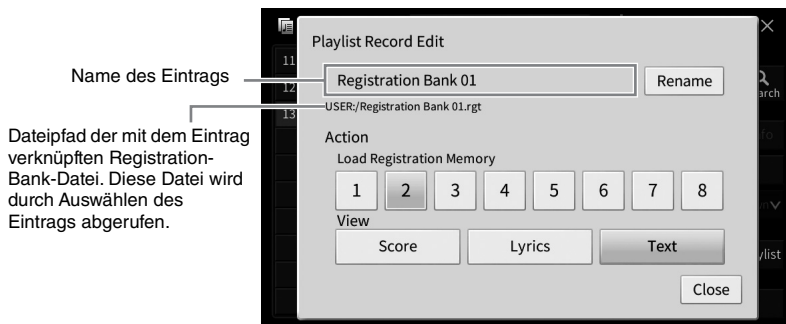 Playlist Record Edit
11
Name des Eintrags
Registration Bank 01
Rename
12
arch
USER:/Registration Bank 01.rgt
13
Dateipfad der mit dem Eintrag
verknüpften Registration-
Bank-Datei. Diese Datei wird
durch Auswählen des
Eintrags abgerufen.
Action
Load Registration Memory
1 2 3 4 5 6 7 8
View
Score Lyrics Text
ylist
Close